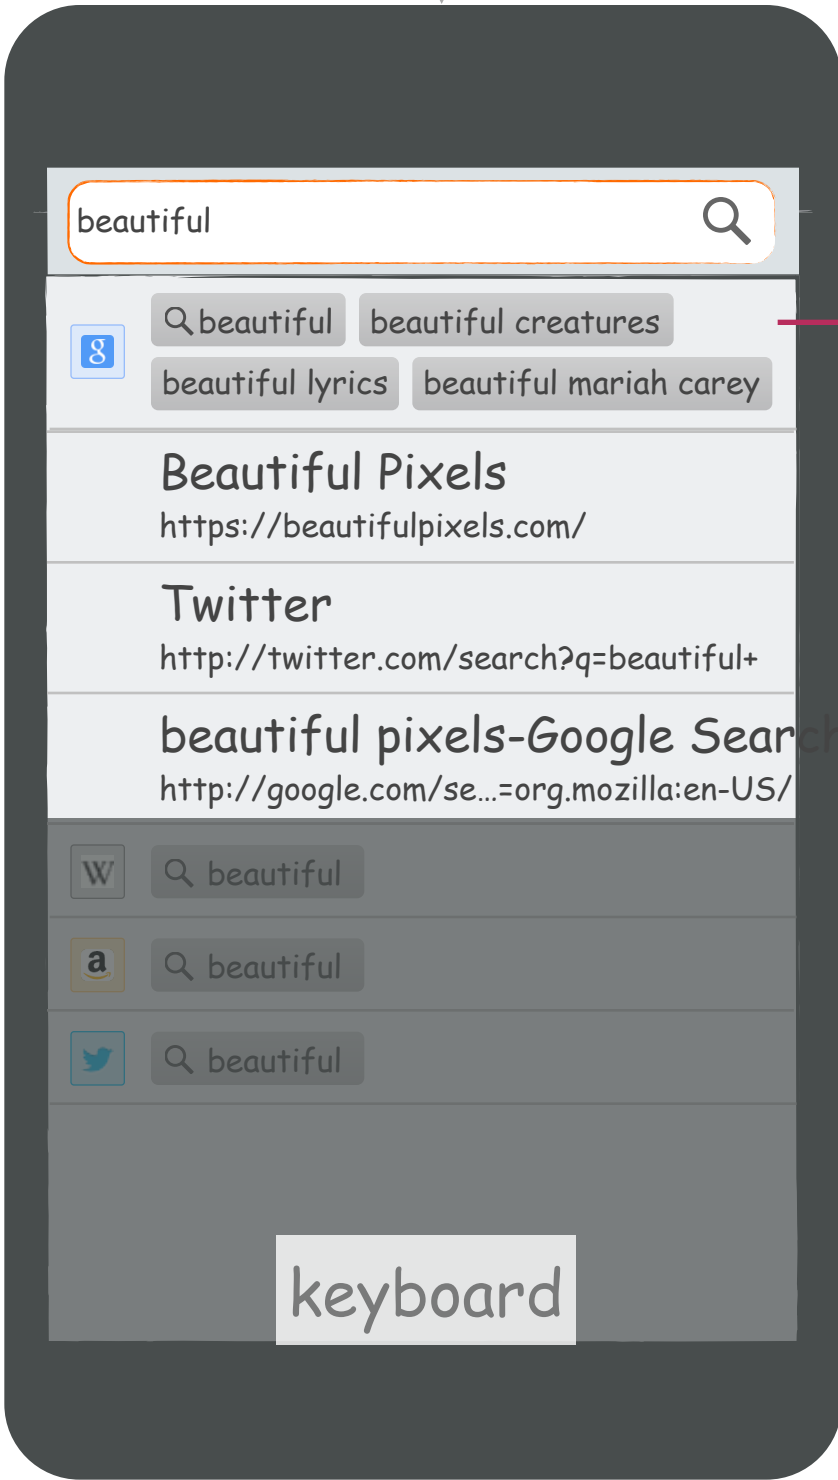 beautiful
beautiful beautiful creatures
g
beautiful lyrics beautiful mariah carey
Beautiful Pixels
https://beautifulpixels.com/
Twitter
http://twitter.com/search?q=beautiful+
beautiful pixels-Google Search
http://google.com/se...=org.mozilla:en-US/
W beautiful
a beautiful
beautiful
keyboard